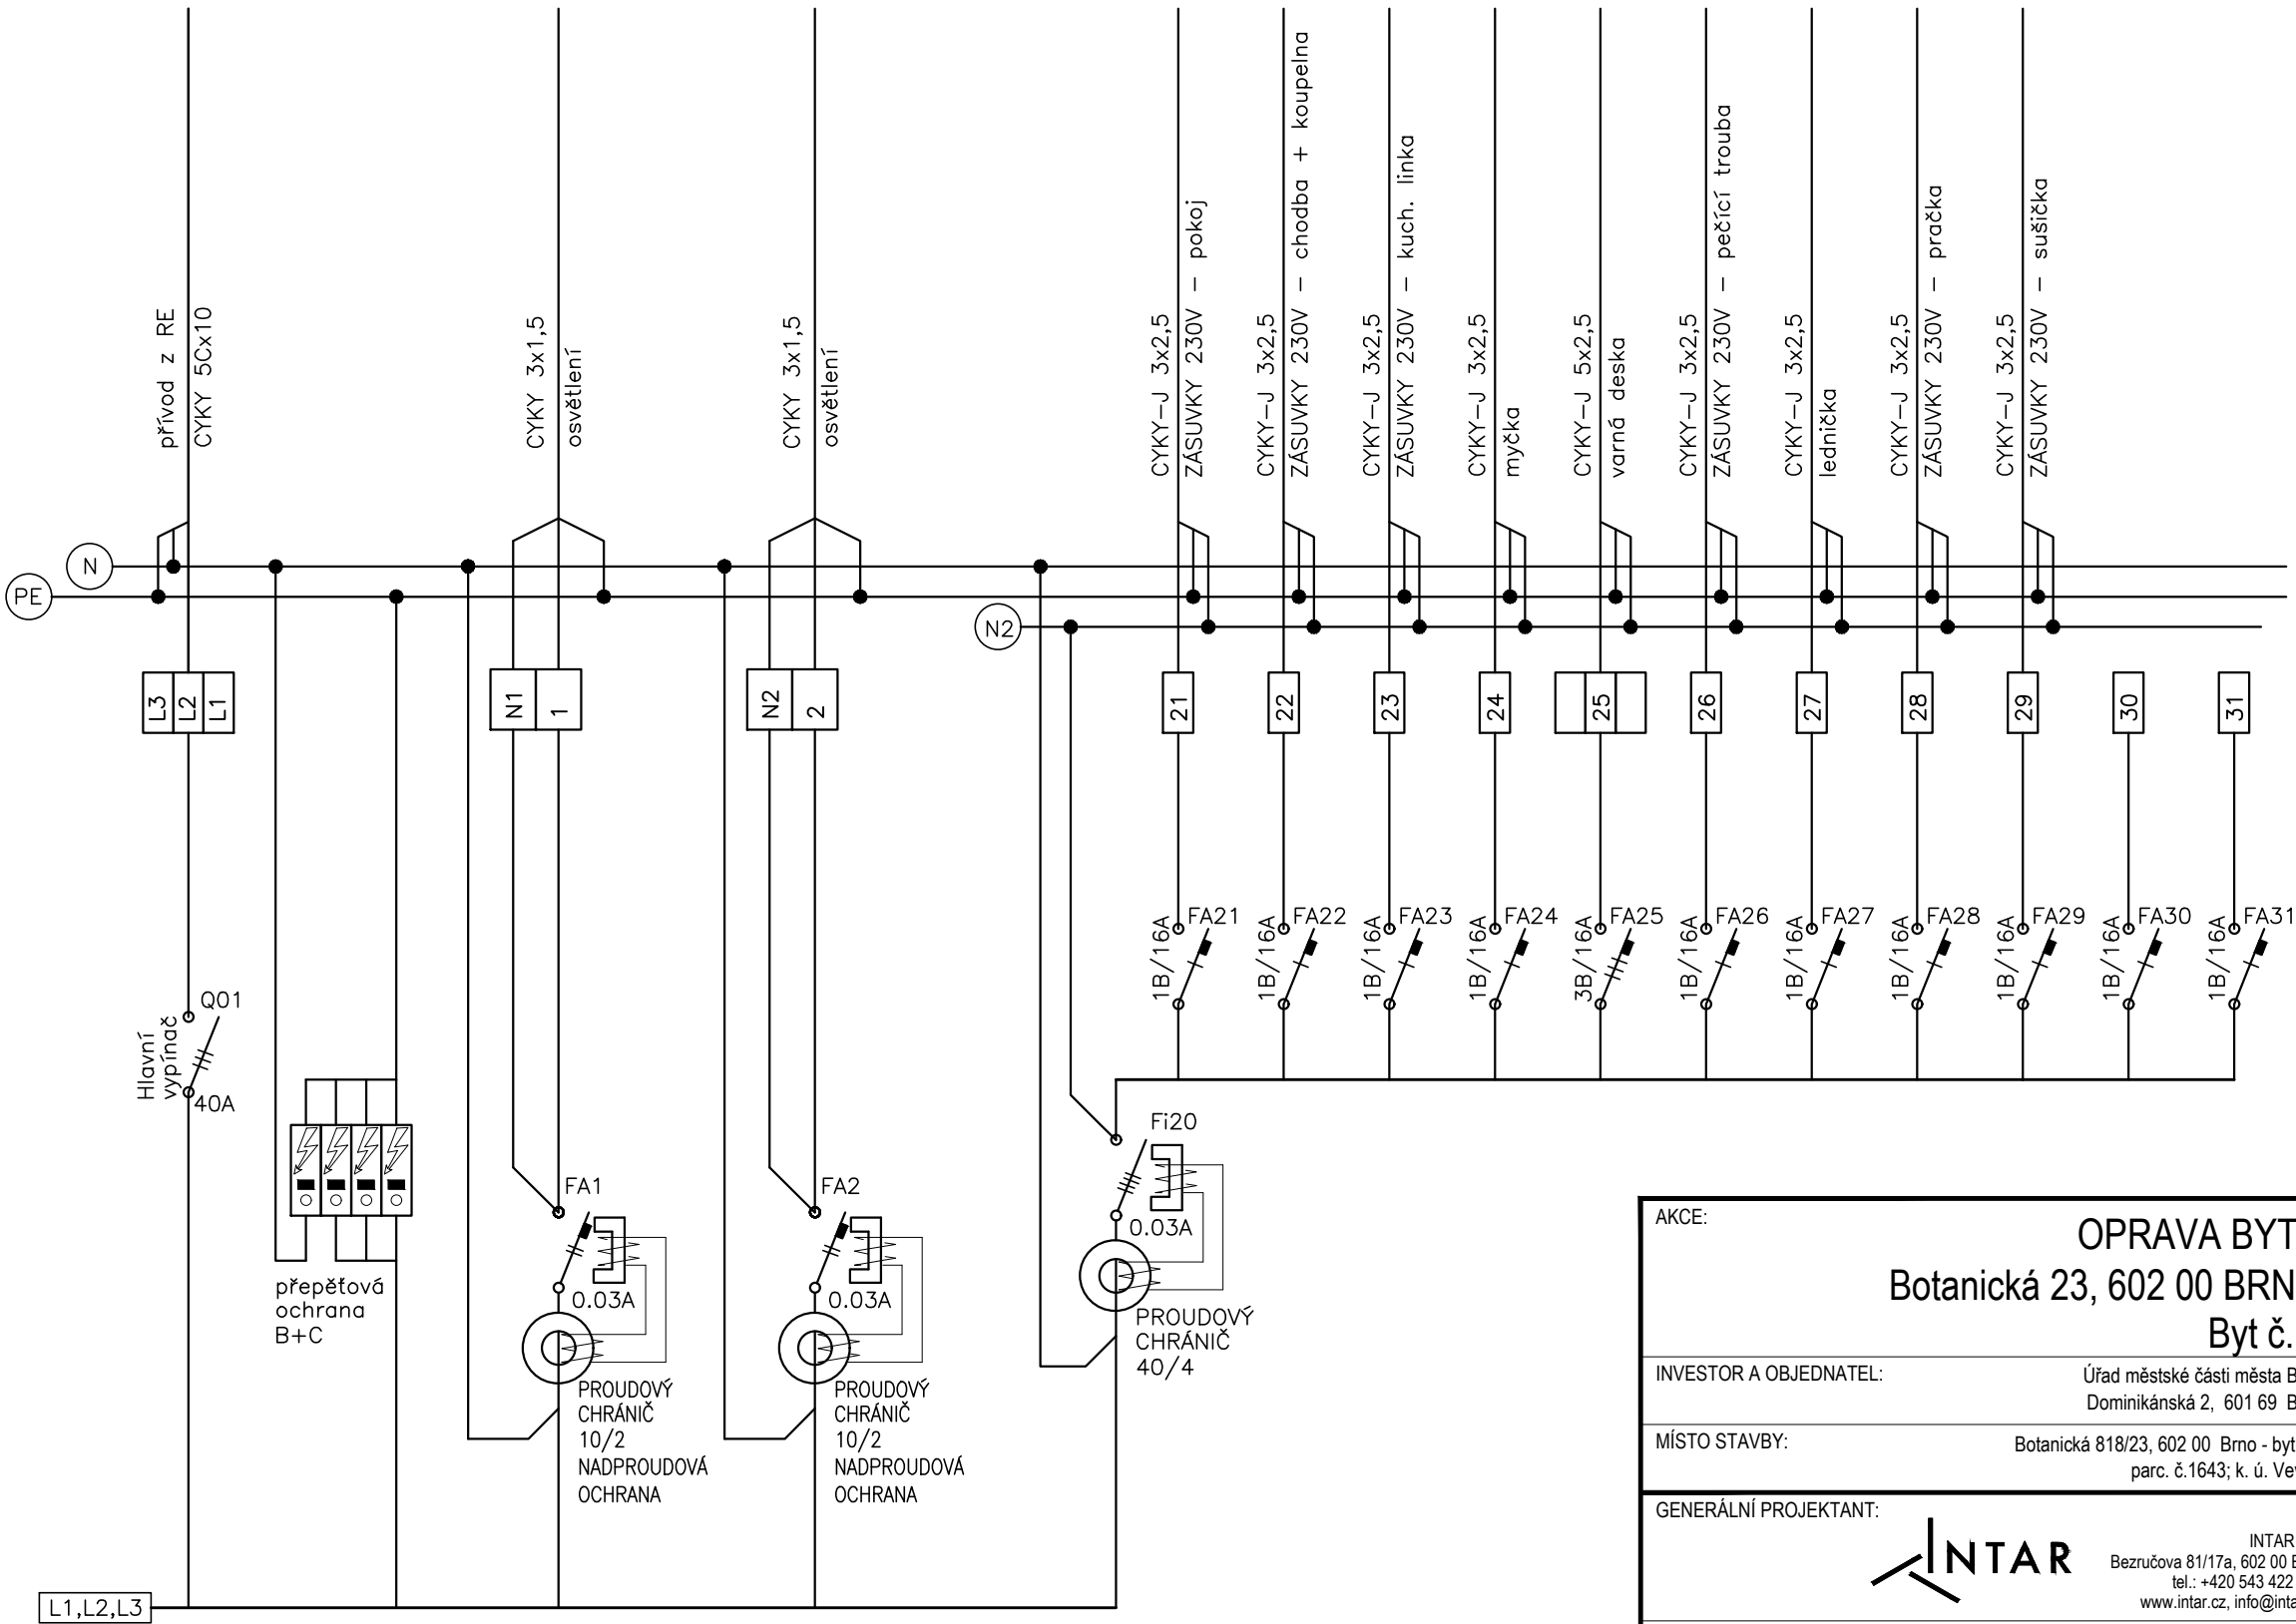 přívod z RE
CYKY 5Cx10
CYKY 3x1,5
osvětlení
CYKY 3x1,5
osvětlení
CYKY-J 3x2,5
ZÁSUVKY 230V - pokoj
CYKY-J 3x2,5
ZÁSUVKY 230V - chodba + koupelna
CYKY-J 3x2,5
ZÁSUVKY 230V - kuch. linka
CYKY-J 3x2,5
myčka
CYKY-J 5x2,5
varná deska
CYKY-J 3x2,5
ZÁSUVKY 230V - pečící trouba
CYKY-J 3x2,5
lednička
CYKY-J 3x2,5
ZÁSUVKY 230V - pračka
CYKY-J 3x2,5
ZÁSUVKY 230V - sušička
N
PE
N2
L3
L2
L1
N1
1
N2
2
21
22
23
24
25
26
27
28
29
30
31
1B/16A
FA21
1B/16A
FA22
1B/16A
FA23
1B/16A
FA24
3B/16A
FA25
1B/16A
FA26
1B/16A
FA27
1B/16A
FA28
1B/16A
FA29
1B/16A
FA30
1B/16A
FA31
Hlavní
vypínač
Q01
40A
přepěťová
ochrana
B+C
FA1
0.03A
PROUDOVÝ
CHRÁNIČ
10/2
NADPROUDOVÁ
OCHRANA
FA2
0.03A
PROUDOVÝ
CHRÁNIČ
10/2
NADPROUDOVÁ
OCHRANA
Fi20
0.03A
PROUDOVÝ
CHRÁNIČ
40/4
L1,L2,L3
AKCE:
OPRAVA BYT
Botanická 23, 602 00 BRN
Byt č.
INVESTOR A OBJEDNATEL:
Úřad městské části města B
Dominikánská 2, 601 69 B
MÍSTO STAVBY:
Botanická 818/23, 602 00 Brno - byt
parc. č.1643; k. ú. Ve
GENERÁLNÍ PROJEKTANT:
INTAR
INTAR
Bezručova 81/17a, 602 00 B
tel.: +420 543 422
www.intar.cz, info@inta